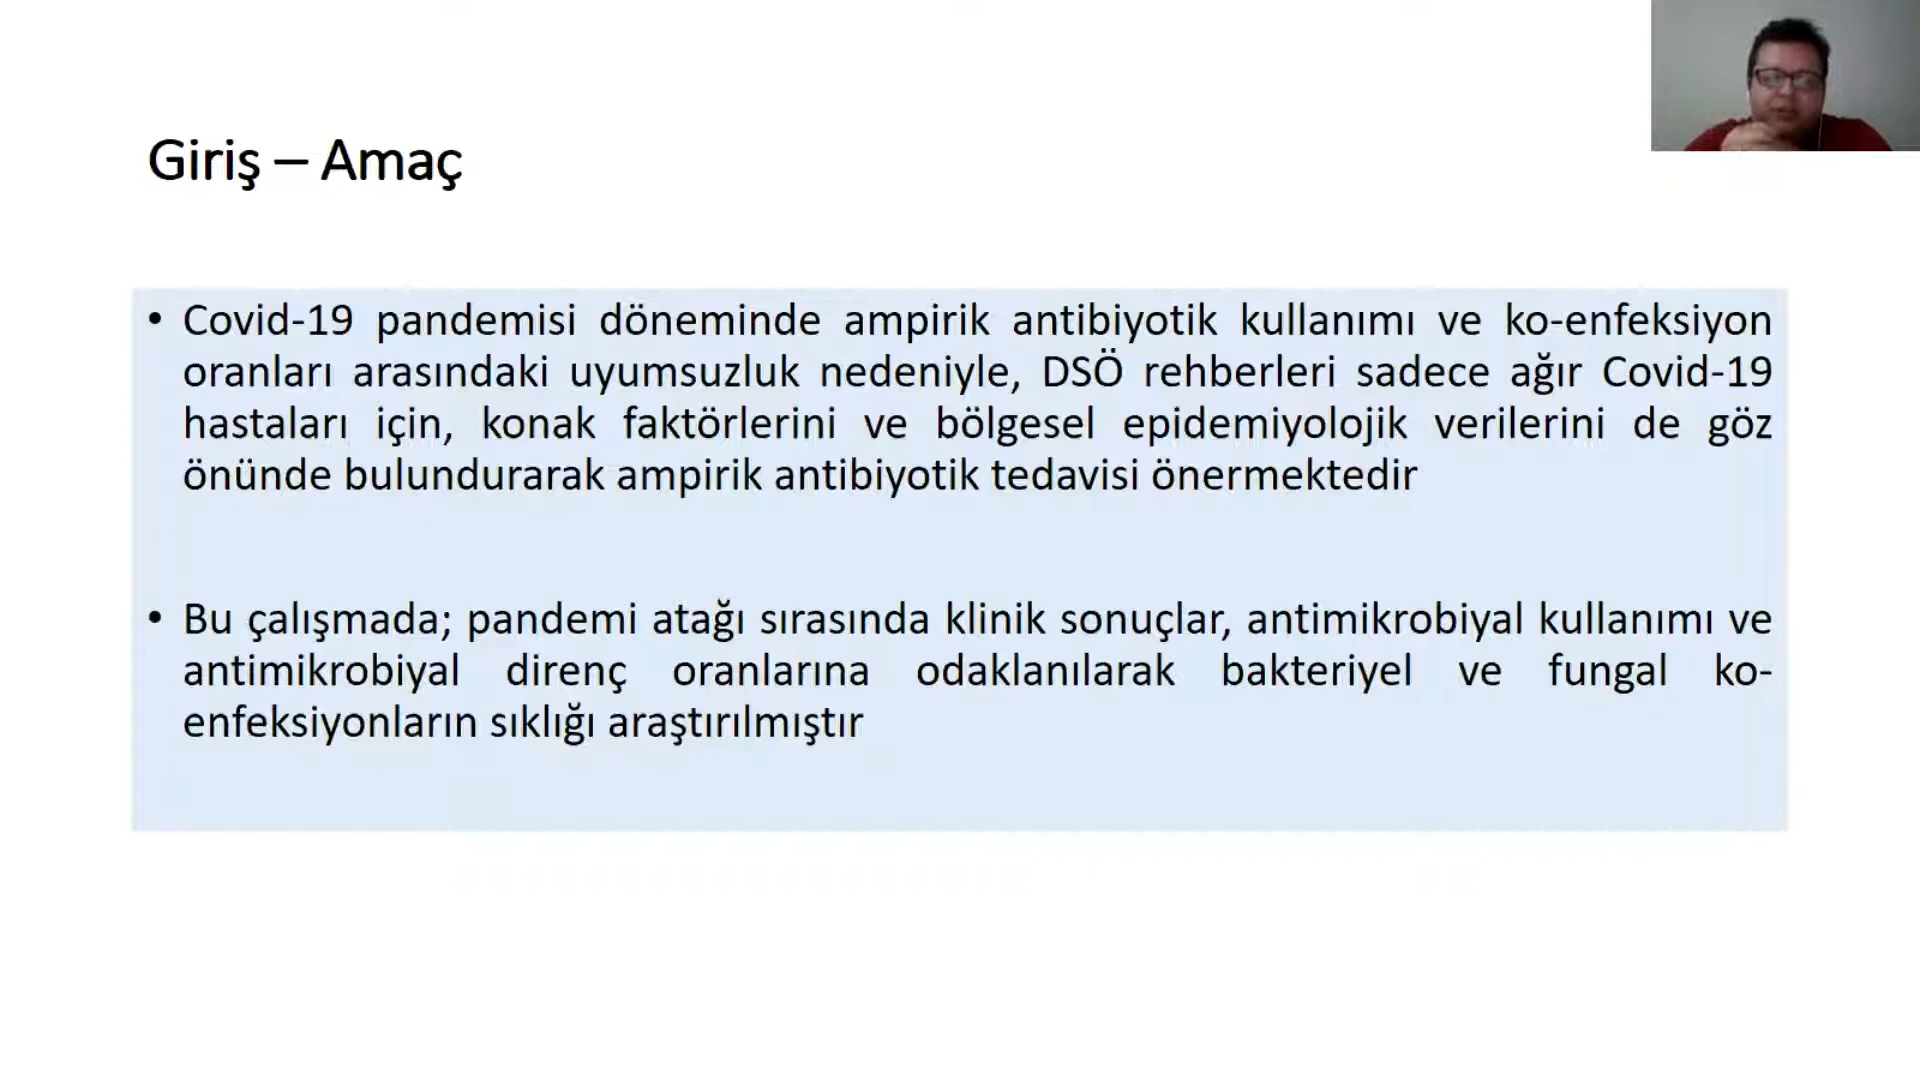 Giriş – Amaç
• Covid-19 pandemisi döneminde ampirik antibiyotik kullanımı ve ko-enfeksiyon
oranları arasındaki uyumsuzluk nedeniyle, DSÖ rehberleri sadece ağır Covid-19
hastaları için, konak faktörlerini ve bölgesel epidemiyolojik verilerini de göz
önünde bulundurarak ampirik antibiyotik tedavisi önermektedir
• Bu çalışmada; pandemi atağı sırasında klinik sonuçlar, antimikrobiyal kullanımı ve
antimikrobiyal direnç oranlarına odaklanılarak bakteriyel ve fungal ko-
enfeksiyonların sıklığı araştırılmıştır